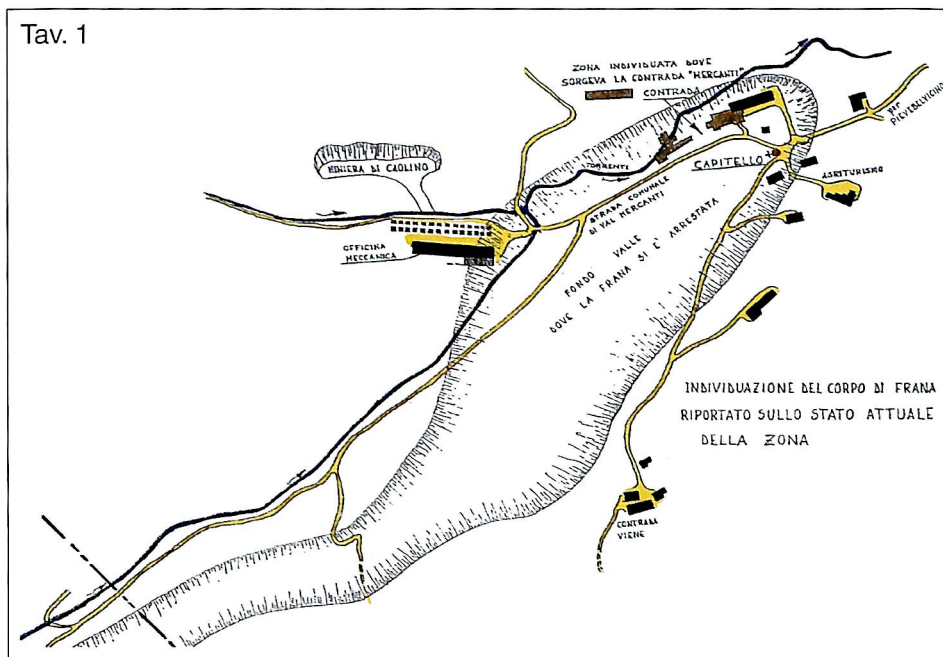 Tav. 1
ZONA INDIVIDUATA DOVE
SORGEVA LA CONTRADA "MERCANTI"
CONTRADA
per
PIEVEBELVICINO
MINIERA DI CAOLINO
TORRENTE
CAPITELLO
AGRITURISMO
STRADA COMUNALE
DI VAL MERCANTI
OFFICINA
MECCANICA
FONDO VALLE
DOVE LA FRANA SI E' ARRESTATA
INDIVIDUAZIONE DEL CORPO DI FRANA
RIPORTATO SULLO STATO ATTUALE
DELLA ZONA
CONTRADA
VIENE